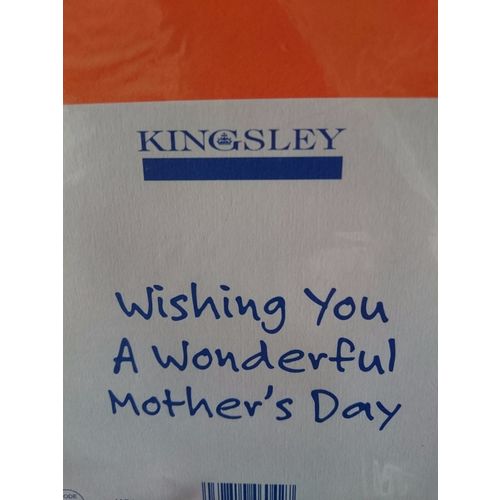 KINGSLEY
Wishing You
A Wonderful
Mother's Day